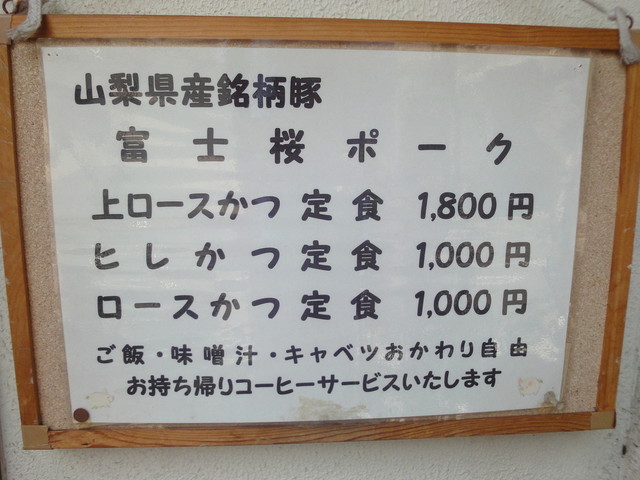 山梨県産銘柄豚
富士桜ポーク
上ロースかつ定食 1,800円
ヒレかつ定食 1,000円
ロースかつ定食 1,000円
ご飯・味噌汁・キャベツおかわり自由
お持ち帰りコーヒーサービスいたします